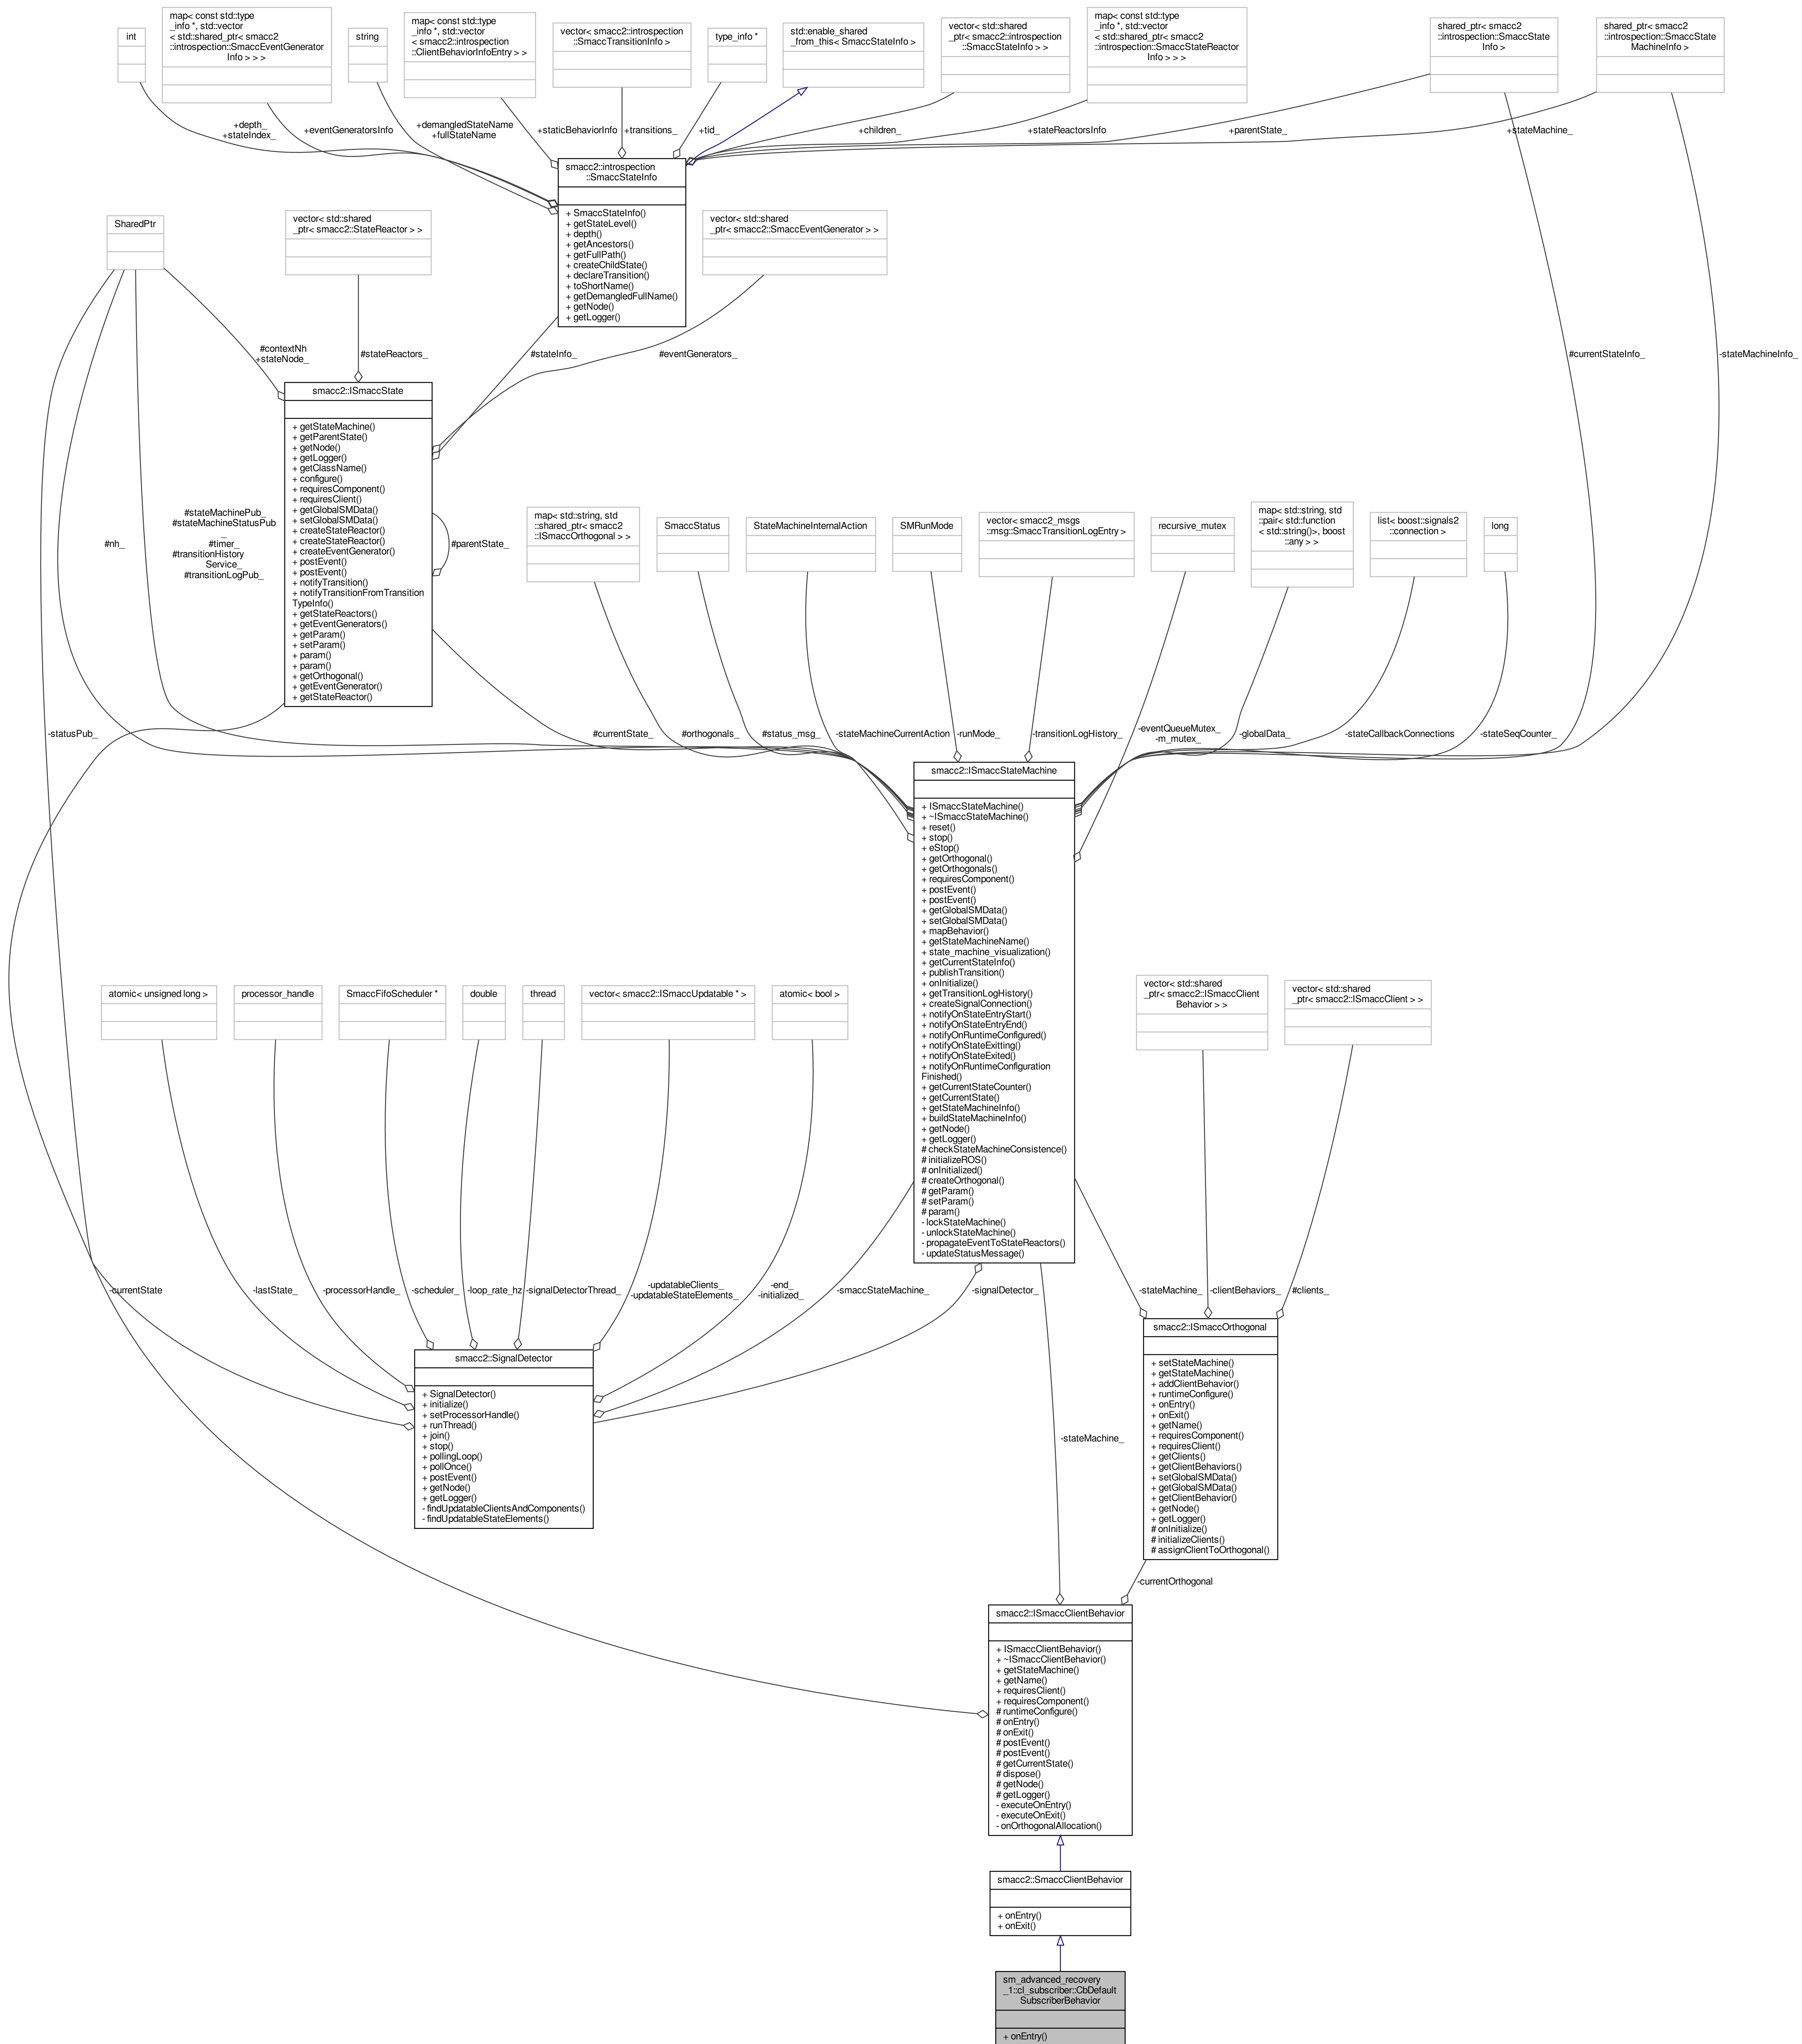 int
map< const std::type
_info *, std::vector
< std::shared_ptr< smacc2
::introspection::SmaccEventGenerator
Info > > >
string
map< const std::type
_info *, std::vector
< smacc2::introspection
::ClientBehaviorInfoEntry > >
vector< smacc2::introspection
::SmaccTransitionInfo >
type_info *
std::enable_shared
_from_this< SmaccStateInfo >
vector< std::shared
_ptr< smacc2::introspection
::SmaccStateInfo > >
map< const std::type
_info *, std::vector
< std::shared_ptr< smacc2
::introspection::SmaccStateReactor
Info > > >
shared_ptr< smacc2
::introspection::SmaccState
Info >
shared_ptr< smacc2
::introspection::SmaccState
MachineInfo >
+depth_
+stateIndex_
+eventGeneratorsInfo
+demangledStateName
+fullStateName
+staticBehaviorInfo
+transitions_
+tid_
+children_
+stateReactorsInfo
+parentState_
+stateMachine_
smacc2::introspection
::SmaccStateInfo
+ SmaccStateInfo()
+ getStateLevel()
+ depth()
+ getAncestors()
+ getFullPath()
+ createChildState()
+ declareTransition()
+ toShortName()
+ getDemangledFullName()
+ getNode()
+ getLogger()
SharedPtr
vector< std::shared
_ptr< smacc2::StateReactor > >
vector< std::shared
_ptr< smacc2::SmaccEventGenerator > >
#contextNh
+stateNode_
#stateReactors_
#stateInfo_
#eventGenerators_
#currentStateInfo_
-stateMachineInfo_
smacc2::ISmaccState
+ getStateMachine()
+ getParentState()
+ getNode()
+ getLogger()
+ getClassName()
+ configure()
+ requiresComponent()
+ requiresClient()
+ getGlobalSMData()
+ setGlobalSMData()
+ createStateReactor()
+ createStateReactor()
+ createEventGenerator()
+ postEvent()
+ postEvent()
+ notifyTransition()
+ notifyTransitionFromTransition
TypeInfo()
+ getStateReactors()
+ getEventGenerators()
+ getParam()
+ setParam()
+ param()
+ param()
+ getOrthogonal()
+ getEventGenerator()
+ getStateReactor()
#parentState_
#nh_
#stateMachinePub_
#stateMachineStatusPub
_
#timer_
#transitionHistory
Service_
#transitionLogPub_
map< std::string, std
::shared_ptr< smacc2
::ISmaccOrthogonal > >
SmaccStatus
StateMachineInternalAction
SMRunMode
vector< smacc2_msgs
::msg::SmaccTransitionLogEntry >
recursive_mutex
map< std::string, std
::pair< std::function
< std::string()>, boost
::any > >
list< boost::signals2
::connection >
long
-statusPub_
#currentState_
#orthogonals_
#status_msg_
-stateMachineCurrentAction
-runMode_
-transitionLogHistory_
-eventQueueMutex_
-m_mutex_
-globalData_
-stateCallbackConnections
-stateSeqCounter_
smacc2::ISmaccStateMachine
+ ISmaccStateMachine()
+ ~ISmaccStateMachine()
+ reset()
+ stop()
+ eStop()
+ getOrthogonal()
+ getOrthogonals()
+ requiresComponent()
+ postEvent()
+ postEvent()
+ getGlobalSMData()
+ setGlobalSMData()
+ mapBehavior()
+ getStateMachineName()
+ state_machine_visualization()
+ getCurrentStateInfo()
+ publishTransition()
+ onInitialize()
+ getTransitionLogHistory()
+ createSignalConnection()
+ notifyOnStateEntryStart()
+ notifyOnStateEntryEnd()
+ notifyOnRuntimeConfigured()
+ notifyOnStateExitting()
+ notifyOnStateExited()
+ notifyOnRuntimeConfiguration
Finished()
+ getCurrentStateCounter()
+ getCurrentState()
+ getStateMachineInfo()
+ buildStateMachineInfo()
+ getNode()
+ getLogger()
# checkStateMachineConsistence()
# initializeROS()
# onInitialized()
# createOrthogonal()
# getParam()
# setParam()
# param()
- lockStateMachine()
- unlockStateMachine()
- propagateEventToStateReactors()
- updateStatusMessage()
atomic< unsigned long >
processor_handle
SmaccFifoScheduler *
double
thread
vector< smacc2::ISmaccUpdatable * >
atomic< bool >
vector< std::shared
_ptr< smacc2::ISmaccClient
Behavior > >
vector< std::shared
_ptr< smacc2::ISmaccClient > >
-currentState
-lastState_
-processorHandle_
-scheduler_
-loop_rate_hz
-signalDetectorThread_
-updatableClients_
-updatableStateElements_
-end_
-initialized_
-smaccStateMachine_
-signalDetector_
-stateMachine_
-clientBehaviors_
#clients_
smacc2::SignalDetector
+ SignalDetector()
+ initialize()
+ setProcessorHandle()
+ runThread()
+ join()
+ stop()
+ pollingLoop()
+ pollOnce()
+ postEvent()
+ getNode()
+ getLogger()
- findUpdatableClientsAndComponents()
- findUpdatableStateElements()
smacc2::ISmaccOrthogonal
+ setStateMachine()
+ getStateMachine()
+ addClientBehavior()
+ runtimeConfigure()
+ onEntry()
+ onExit()
+ getName()
+ requiresComponent()
+ requiresClient()
+ getClients()
+ getClientBehaviors()
+ setGlobalSMData()
+ getGlobalSMData()
+ getClientBehavior()
+ getNode()
+ getLogger()
# onInitialize()
# initializeClients()
# assignClientToOrthogonal()
-stateMachine_
-currentOrthogonal
smacc2::ISmaccClientBehavior
+ ISmaccClientBehavior()
+ ~ISmaccClientBehavior()
+ getStateMachine()
+ getName()
+ requiresClient()
+ requiresComponent()
# runtimeConfigure()
# onEntry()
# onExit()
# postEvent()
# postEvent()
# getCurrentState()
# dispose()
# getNode()
# getLogger()
- executeOnEntry()
- executeOnExit()
- onOrthogonalAllocation()
smacc2::SmaccClientBehavior
+ onEntry()
+ onExit()
sm_advanced_recovery
_1::cl_subscriber::CbDefault
SubscriberBehavior
+ onEntry()